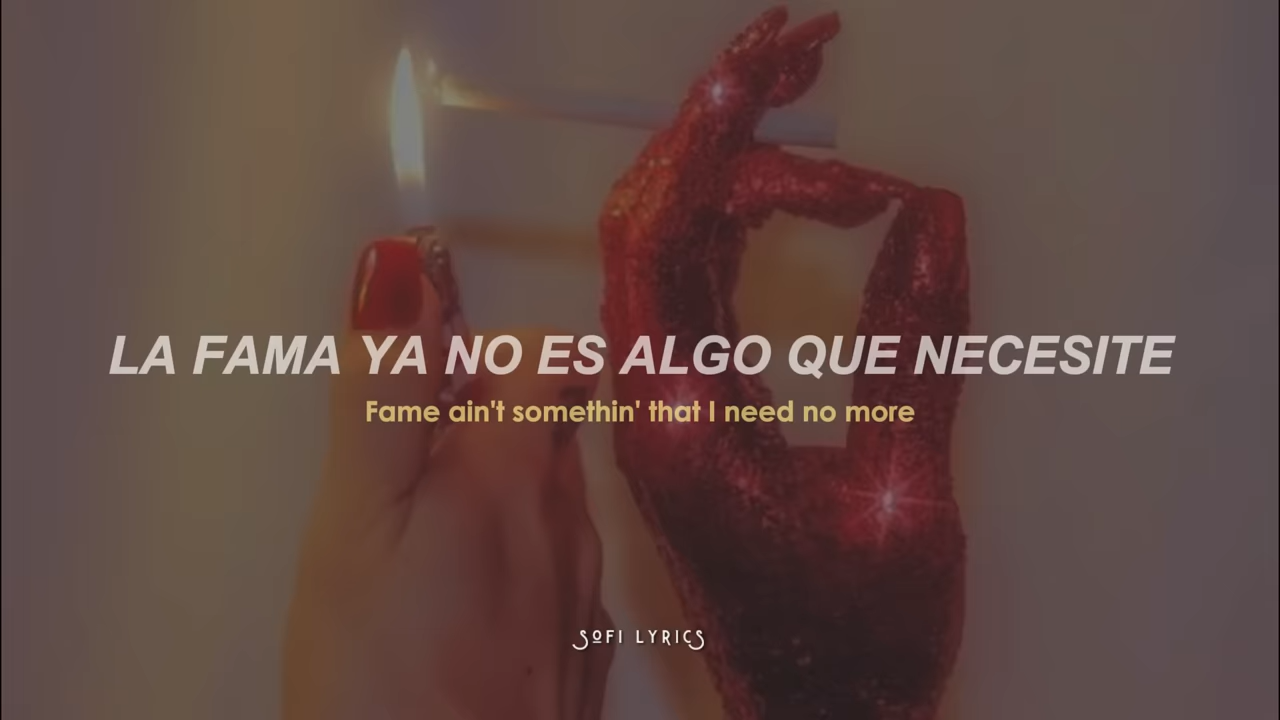 LA FAMA YA NO ES ALGO QUE NECESITE
Fame ain't somethin' that I need no more
SOFI LYRICS